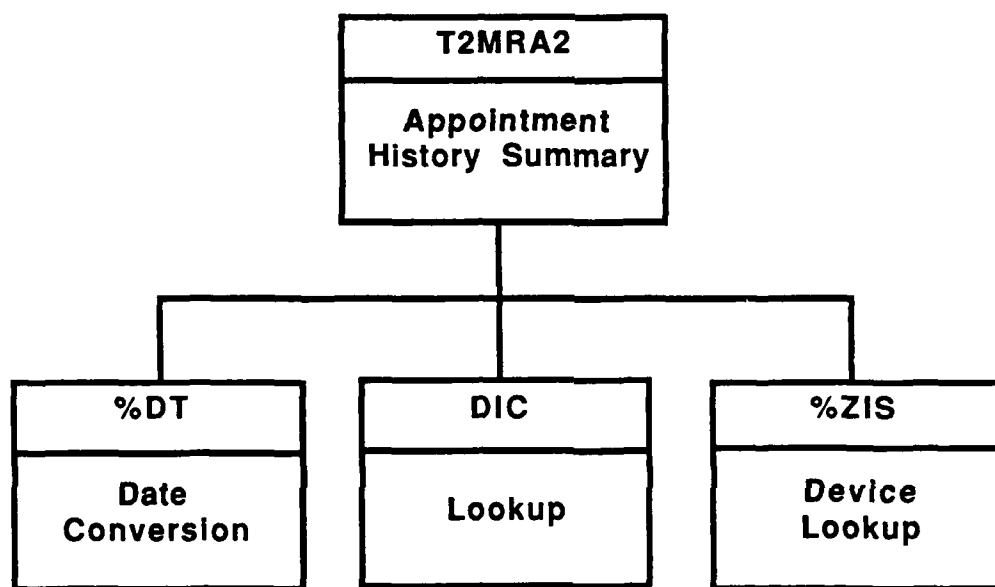 T2MRA2
Appointment
History Summary
%DT
Date
Conversion
DIC
Lookup
%ZIS
Device
Lookup